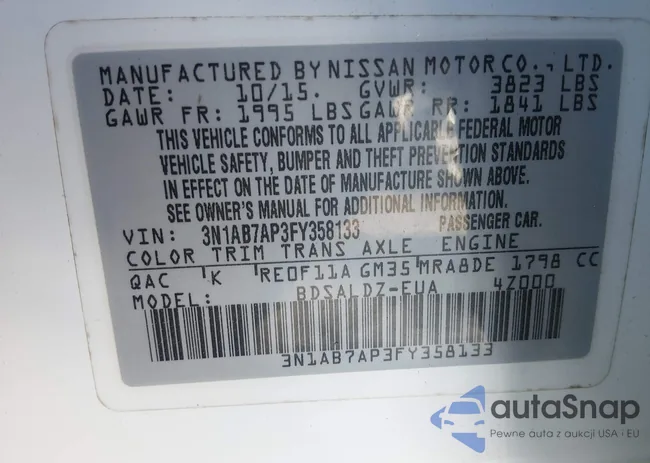 MANUFACTURED BY NISSAN MOTOR CO., LTD.
DATE: 10/15. GVWR: 3823 LBS
GAWR FR: 1995 LBS GAWR RR: 1841 LBS
THIS VEHICLE CONFORMS TO ALL APPLICABLE FEDERAL MOTOR
VEHICLE SAFETY, BUMPER AND THEFT PREVENTION STANDARDS
IN EFFECT ON THE DATE OF MANUFACTURE SHOWN ABOVE.
SEE OWNER'S MANUAL FOR ADDITIONAL INFORMATION.
VIN: 3N1AB7AP3FY358133 PASSENGER CAR.
COLOR TRIM TRANS AXLE ENGINE
QAC K RE0F11A GM35 MRA8DE 1798 CC
MODEL: BDSALDZ-EUA 4Z000
3N1AB7AP3FY358133
autaSnap
Pewne auta z aukcji USA i EU